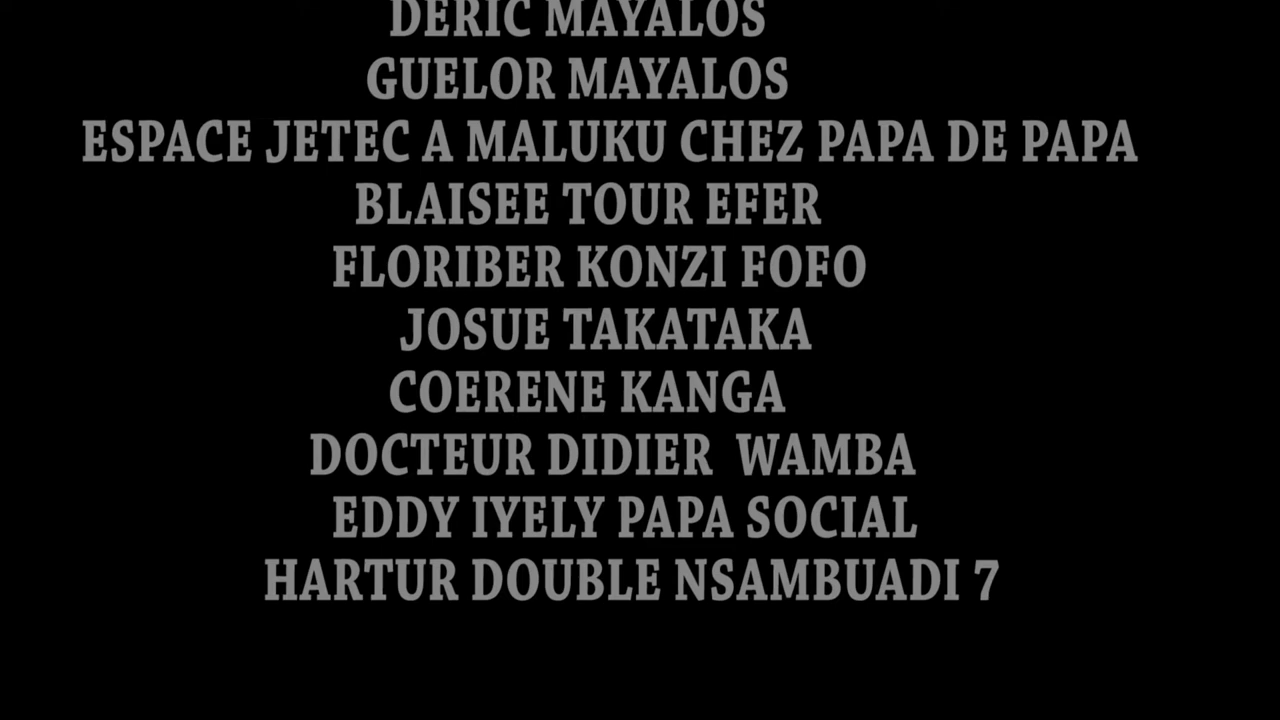 DERIC MAYALOS
GUELOR MAYALOS
ESPACE JETEC A MALUKU CHEZ PAPA DE PAPA
BLAISEE TOUR EFER
FLORIBER KONZI FOFO
JOSUE TAKATAKA
COERENE KANGA
DOCTEUR DIDIER  WAMBA
EDDY IYELY PAPA SOCIAL
HARTUR DOUBLE NSAMBUADI 7